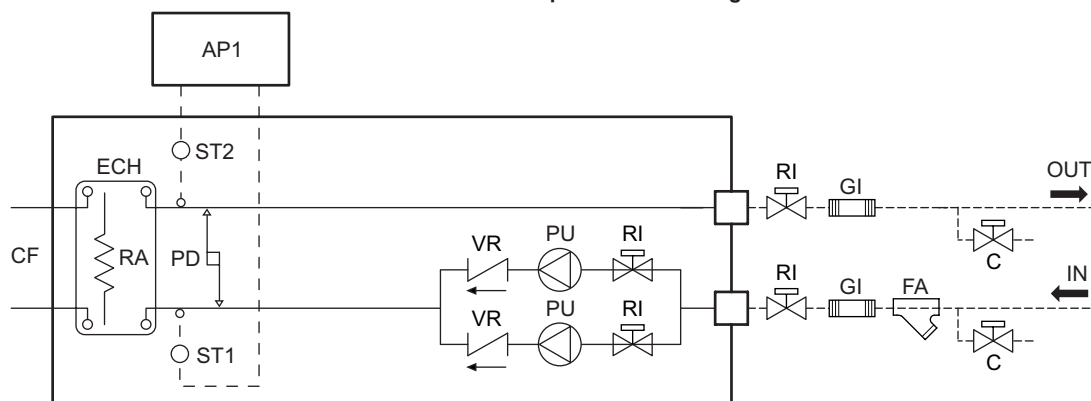 AP1
ST2
ECH
RI
GI
OUT
CF
RA
PD
VR
PU
RI
C
RI
GI
FA
IN
VR
PU
RI
ST1
C